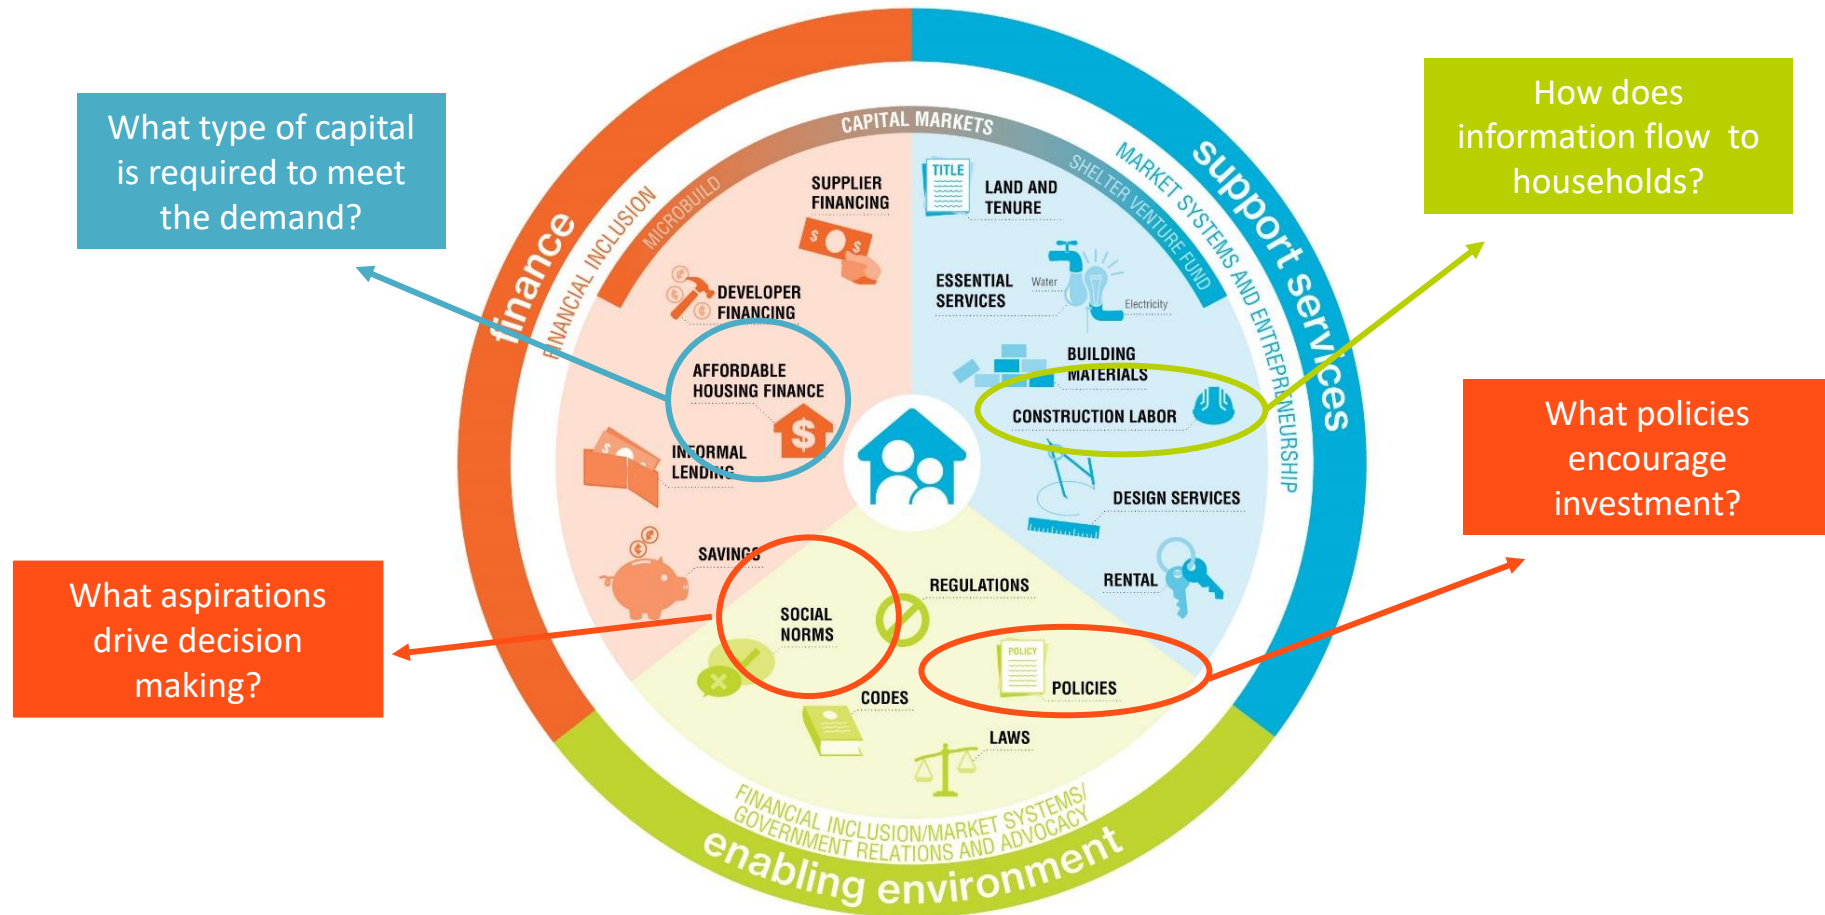 What type of capital
is required to meet
the demand?
How does
information flow to
households?
What policies
encourage
investment?
What aspirations
drive decision
making?
finance
FINANCIAL INCLUSION
MICROBUILD
CAPITAL MARKETS
SHELTER VENTURE FUND
MARKET SYSTEMS AND ENTREPRENEURSHIP
support services
SUPPLIER
FINANCING
$ $
DEVELOPER
FINANCING
AFFORDABLE
HOUSING FINANCE
$
INFORMAL
LENDING
SAVINGS
TITLE
LAND AND
TENURE
ESSENTIAL
SERVICES
Water
Electricity
BUILDING
MATERIALS
CONSTRUCTION LABOR
DESIGN SERVICES
RENTAL
REGULATIONS
SOCIAL
NORMS
POLICY
POLICIES
CODES
LAWS
FINANCIAL INCLUSION/MARKET SYSTEMS/
GOVERNMENT RELATIONS AND ADVOCACY
enabling environment